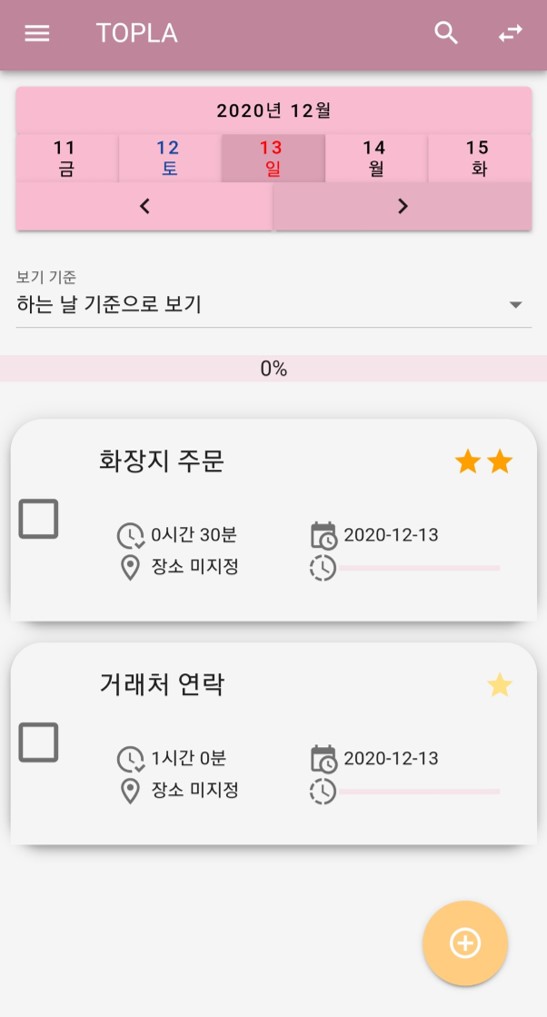 TOPLA
2020년 12월
11 12 13 14 15
금 토 일 월 화
보기 기준
하는 날 기준으로 보기
0%
화장지 주문
0시간 30분 2020-12-13
장소 미지정
거래처 연락
1시간 0분 2020-12-13
장소 미지정